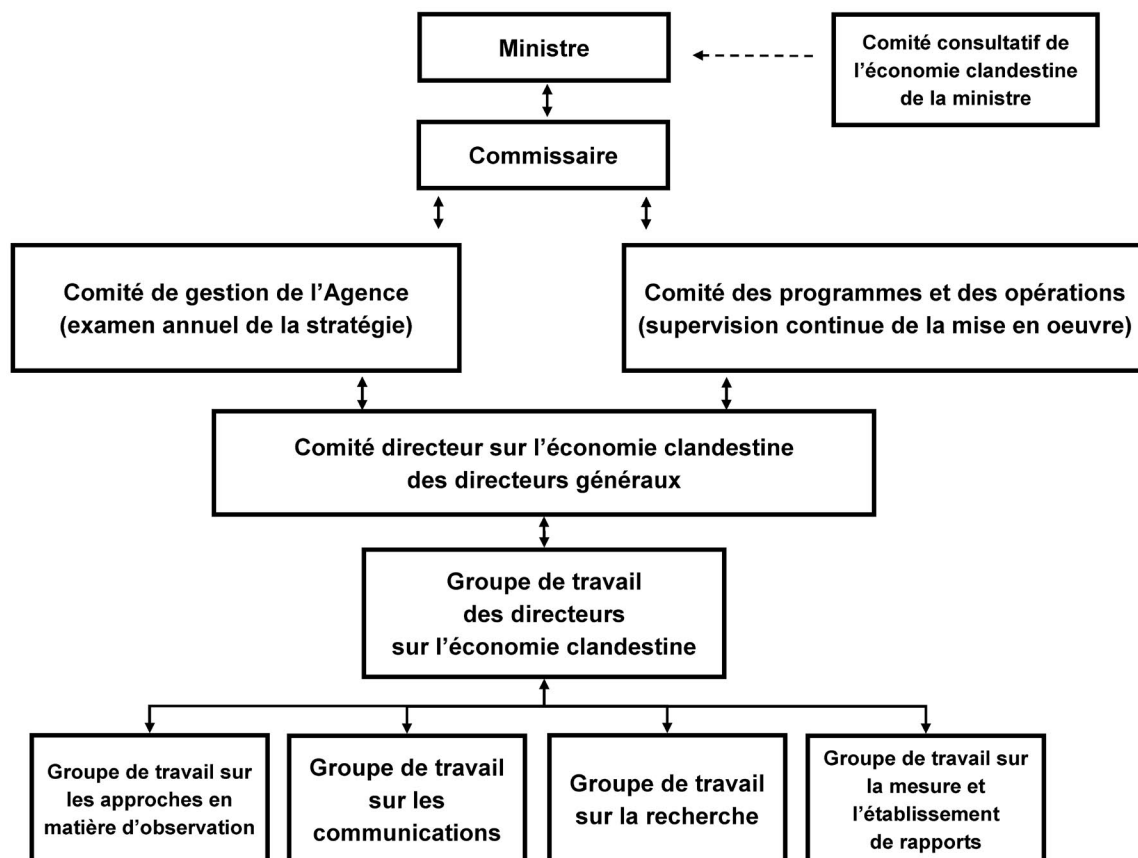 Ministre
Comité consultatif de
l’économie clandestine
de la ministre
Commissaire
Comité de gestion de l’Agence
(examen annuel de la stratégie)
Comité des programmes et des opérations
(supervision continue de la mise en oeuvre)
Comité directeur sur l’économie clandestine
des directeurs généraux
Groupe de travail
des directeurs
sur l’économie clandestine
Groupe de travail sur
les approches en
matière d’observation
Groupe de travail
sur les
communications
Groupe de travail
sur la recherche
Groupe de travail sur
la mesure et
l’établissement
de rapports